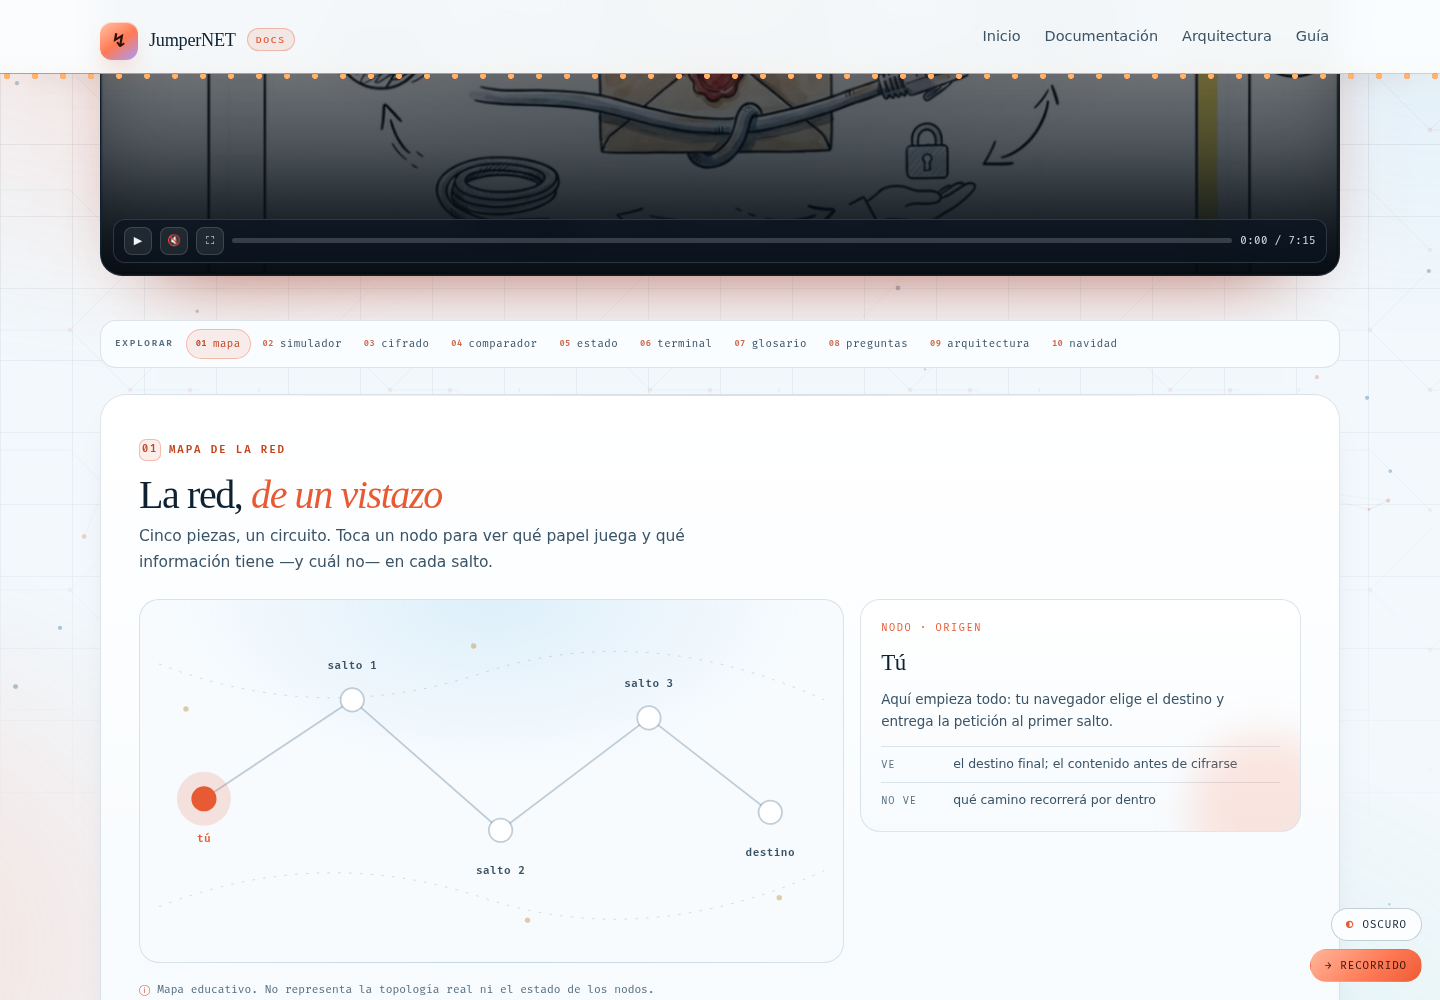 ↯ JumperNET DOCS
Inicio Documentación Arquitectura Guía
0:00 / 7:15
EXPLORAR 01 mapa 02 simulador 03 cifrado 04 comparador 05 estado 06 terminal 07 glosario 08 preguntas 09 arquitectura 10 navidad
01 MAPA DE LA RED
La red, de un vistazo
Cinco piezas, un circuito. Toca un nodo para ver qué papel juega y qué
información tiene —y cuál no— en cada salto.
salto 1
salto 3
tú
salto 2
destino
NODO · ORIGEN
Tú
Aquí empieza todo: tu navegador elige el destino y
entrega la petición al primer salto.
VE el destino final; el contenido antes de cifrarse
NO VE qué camino recorrerá por dentro
ⓘ Mapa educativo. No representa la topología real ni el estado de los nodos.
◐ OSCURO
→ RECORRIDO